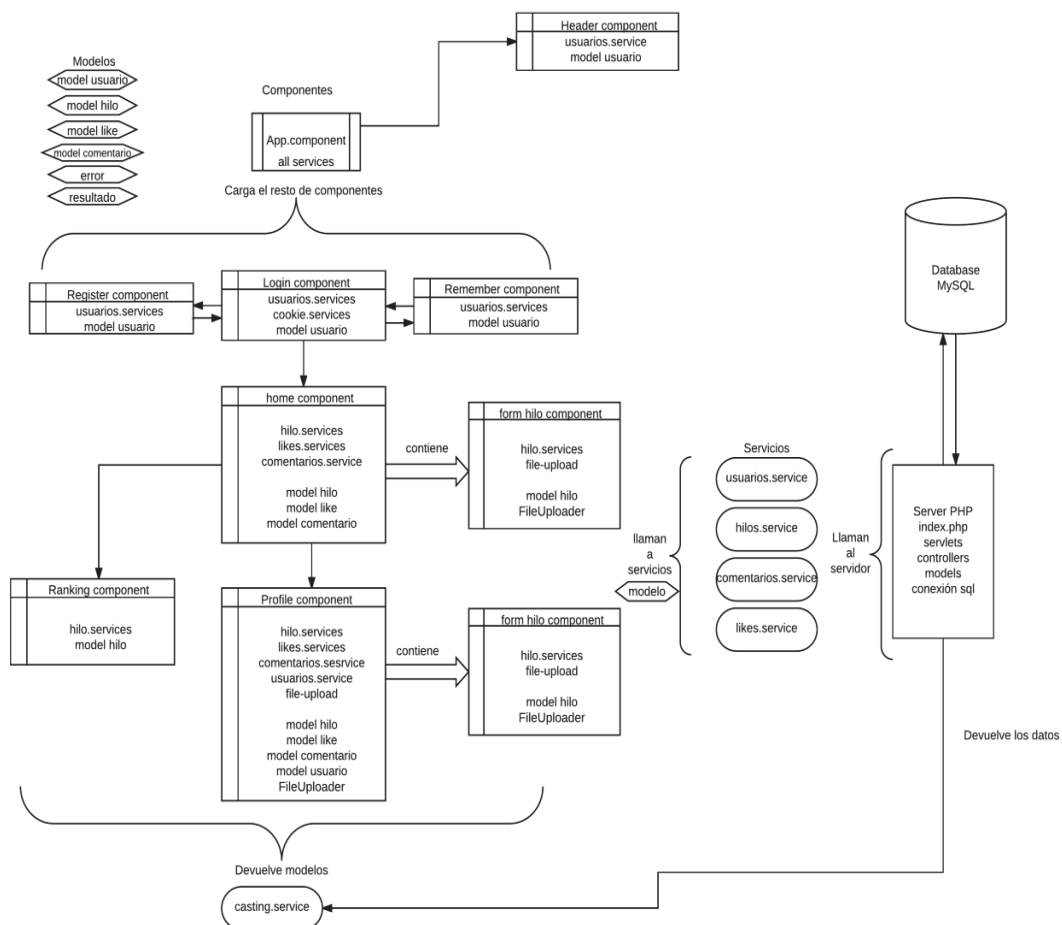 Header component
usuarios.service
model usuario
Modelos
model usuario
model hilo
model like
model comentario
error
resultado
Componentes
App.component
all services
Carga el resto de componentes
Register component
usuarios.services
model usuario
Login component
usuarios.services
cookie.services
model usuario
Remember component
usuarios.services
model usuario
Database
MySQL
home component
hilo.services
likes.services
comentarios.service
model hilo
model like
model comentario
contiene
form hilo component
hilo.services
file-upload
model hilo
FileUploader
Ranking component
hilo.services
model hilo
Profile component
hilo.services
likes.services
comentarios.sesrvice
usuarios.service
file-upload
model hilo
model like
model comentario
model usuario
FileUploader
contiene
form hilo component
hilo.services
file-upload
model hilo
FileUploader
llaman
a
servicios
modelo
Servicios
usuarios.service
hilos.service
comentarios.service
likes.service
Llaman
al
servidor
Server PHP
index.php
servlets
controllers
models
conexión sql
Devuelve los datos
Devuelve modelos
casting.service